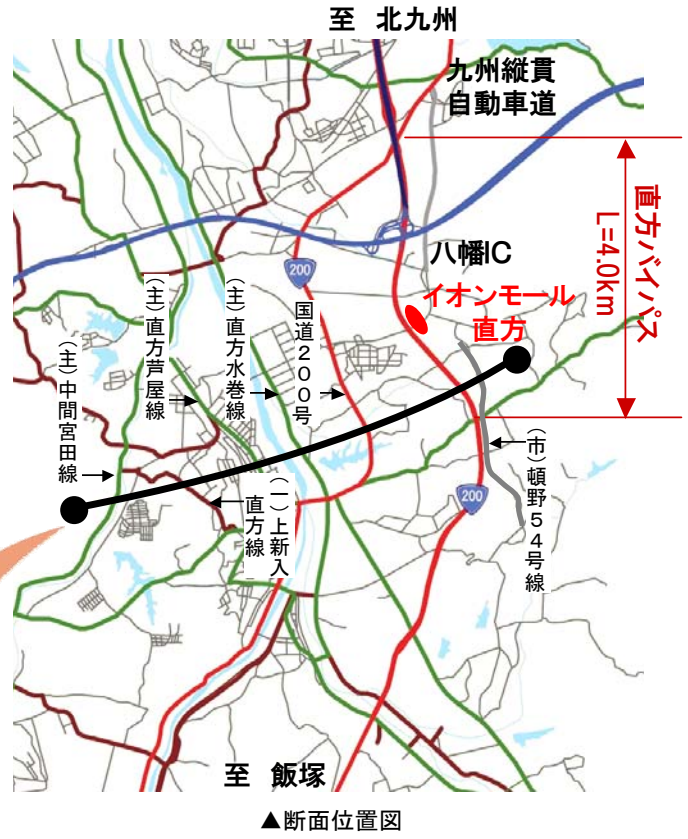 至 北九州
九州縦貫
自動車道
直方バイパス
L=4.0km
八幡IC
200
イオンモール
直方
(主)中間宮田線
(主)直方芦屋線
(主)直方水巻線
国道200号
(一)上新入
直方線
200
(市)頓野54号線
至 飯塚
▲断面位置図